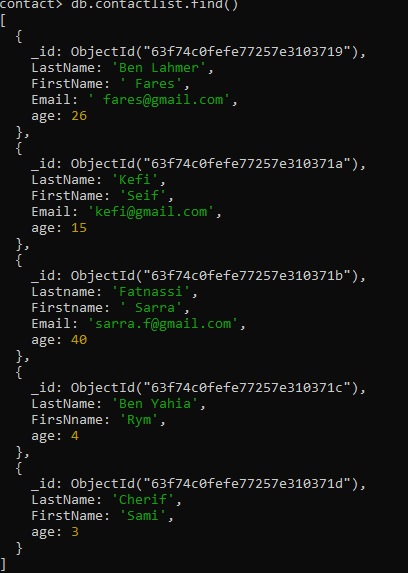 contact> db.contactlist.find()
[
  {
    _id: ObjectId("63f74c0fefe77257e3103719"),
    LastName: 'Ben Lahmer',
    FirstName: ' Fares',
    Email: ' fares@gmail.com',
    age: 26
  },
  {
    _id: ObjectId("63f74c0fefe77257e310371a"),
    LastName: 'Kefi',
    FirstName: 'Seif',
    Email: 'kefi@gmail.com',
    age: 15
  },
  {
    _id: ObjectId("63f74c0fefe77257e310371b"),
    Lastname: 'Fatnassi',
    Firstname: ' Sarra',
    Email: 'sarra.f@gmail.com',
    age: 40
  },
  {
    _id: ObjectId("63f74c0fefe77257e310371c"),
    LastName: 'Ben Yahia',
    FirsNname: 'Rym',
    age: 4
  },
  {
    _id: ObjectId("63f74c0fefe77257e310371d"),
    LastName: 'Cherif',
    FirstName: 'Sami',
    age: 3
  }
]